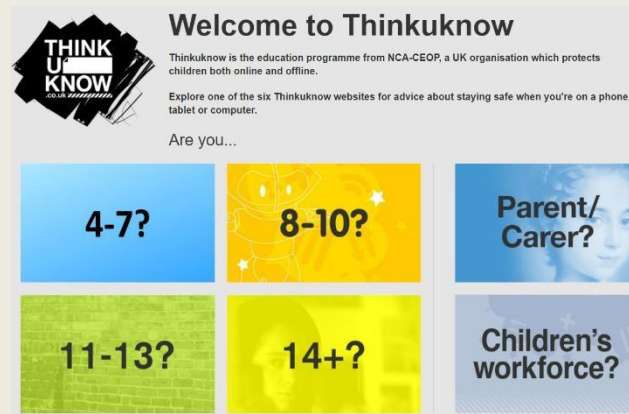 THINK
U
KNOW
.co.uk
Welcome to Thinkuknow
Thinkuknow is the education programme from NCA-CEOP, a UK organisation which protects
children both online and offline.
Explore one of the six Thinkuknow websites for advice about staying safe when you're on a phone,
tablet or computer.
Are you...
4-7?
8-10?
Parent/
Carer?
11-13?
14+?
Children's
workforce?